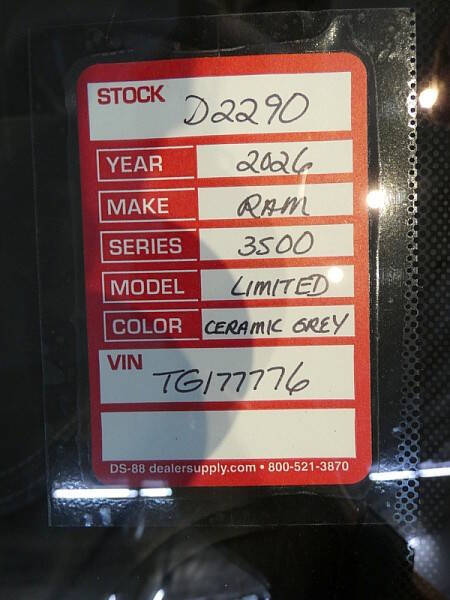 STOCK D2290
YEAR 2026
MAKE RAM
SERIES 3500
MODEL LIMITED
COLOR CERAMIC GREY
VIN
TG177776
DS-88 dealersupply.com • 800-521-3870